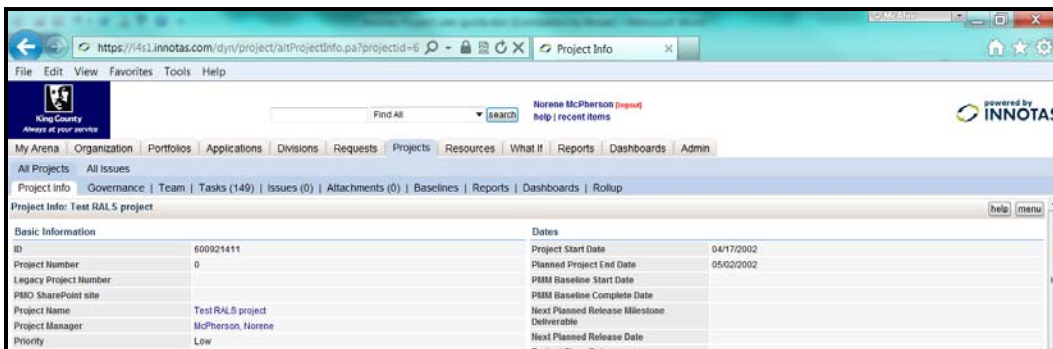 https://i4s1.innotas.com/dyn/project/altProjectInfo.pa?projectid=6 Project Info
File Edit View Favorites Tools Help
King County
Always at your service
Find All search
Norene McPherson [logout]
help | recent items
powered by
INNOTAS
My Arena Organization Portfolios Applications Divisions Requests Projects Resources What If Reports Dashboards Admin
All Projects All Issues
Project Info Governance | Team | Tasks (149) | Issues (0) | Attachments (0) | Baselines | Reports | Dashboards | Rollup
Project Info: Test RALS project help menu
Basic Information
ID 600921411
Project Number 0
Legacy Project Number
PMO SharePoint site
Project Name Test RALS project
Project Manager McPherson, Norene
Priority Low
Dates
Project Start Date 04/17/2002
Planned Project End Date 05/02/2002
PMM Baseline Start Date
PMM Baseline Complete Date
Next Planned Release Milestone
Deliverable
Next Planned Release Date